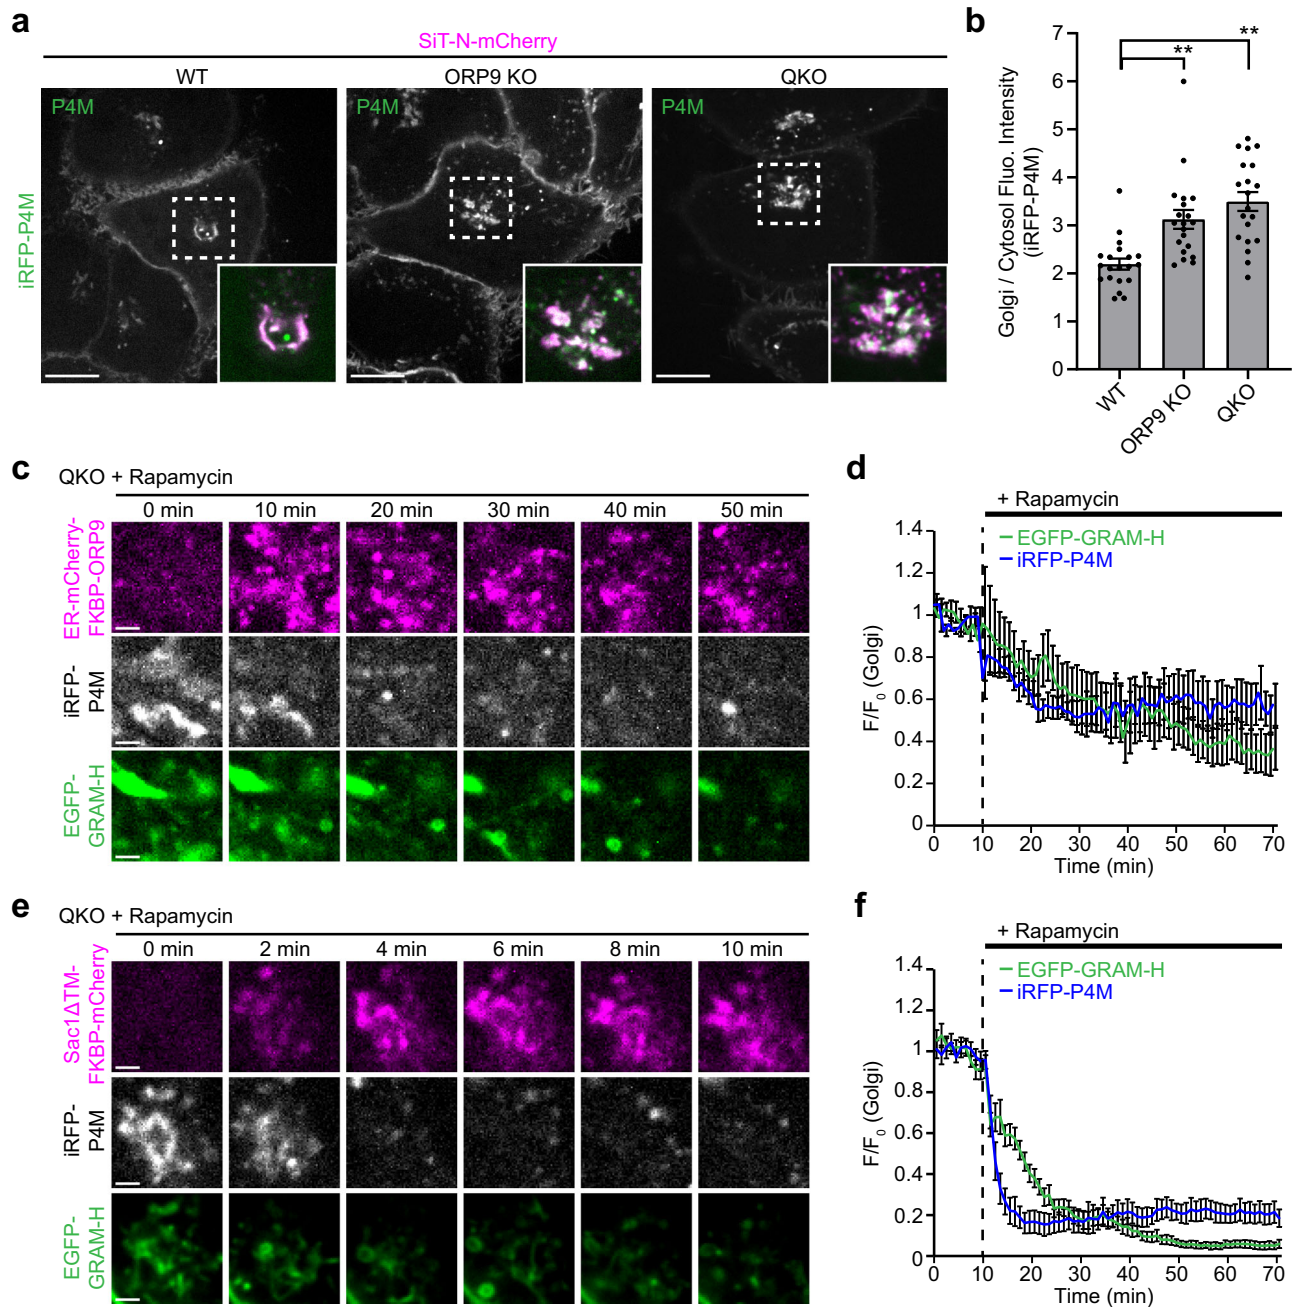 a
SiT-N-mCherry
WT
ORP9 KO
QKO
iRFP-P4M
P4M
P4M
P4M
b
Golgi / Cytosol Fluo. Intensity
(iRFP-P4M)
7
6
5
4
3
2
1
0
**
**
WT
ORP9 KO
QKO
c
QKO + Rapamycin
0 min
10 min
20 min
30 min
40 min
50 min
ER-mCherry-
FKBP-ORP9
iRFP-
P4M
EGFP-
GRAM-H
d
+ Rapamycin
EGFP-GRAM-H
iRFP-P4M
F/F0 (Golgi)
1.4
1.2
1
0.8
0.6
0.4
0.2
0
0 10 20 30 40 50 60 70
Time (min)
e
QKO + Rapamycin
0 min
2 min
4 min
6 min
8 min
10 min
Sac1ΔTM-
FKBP-mCherry
iRFP-
P4M
EGFP-
GRAM-H
f
+ Rapamycin
EGFP-GRAM-H
iRFP-P4M
F/F0 (Golgi)
1.4
1.2
1
0.8
0.6
0.4
0.2
0
0 10 20 30 40 50 60 70
Time (min)